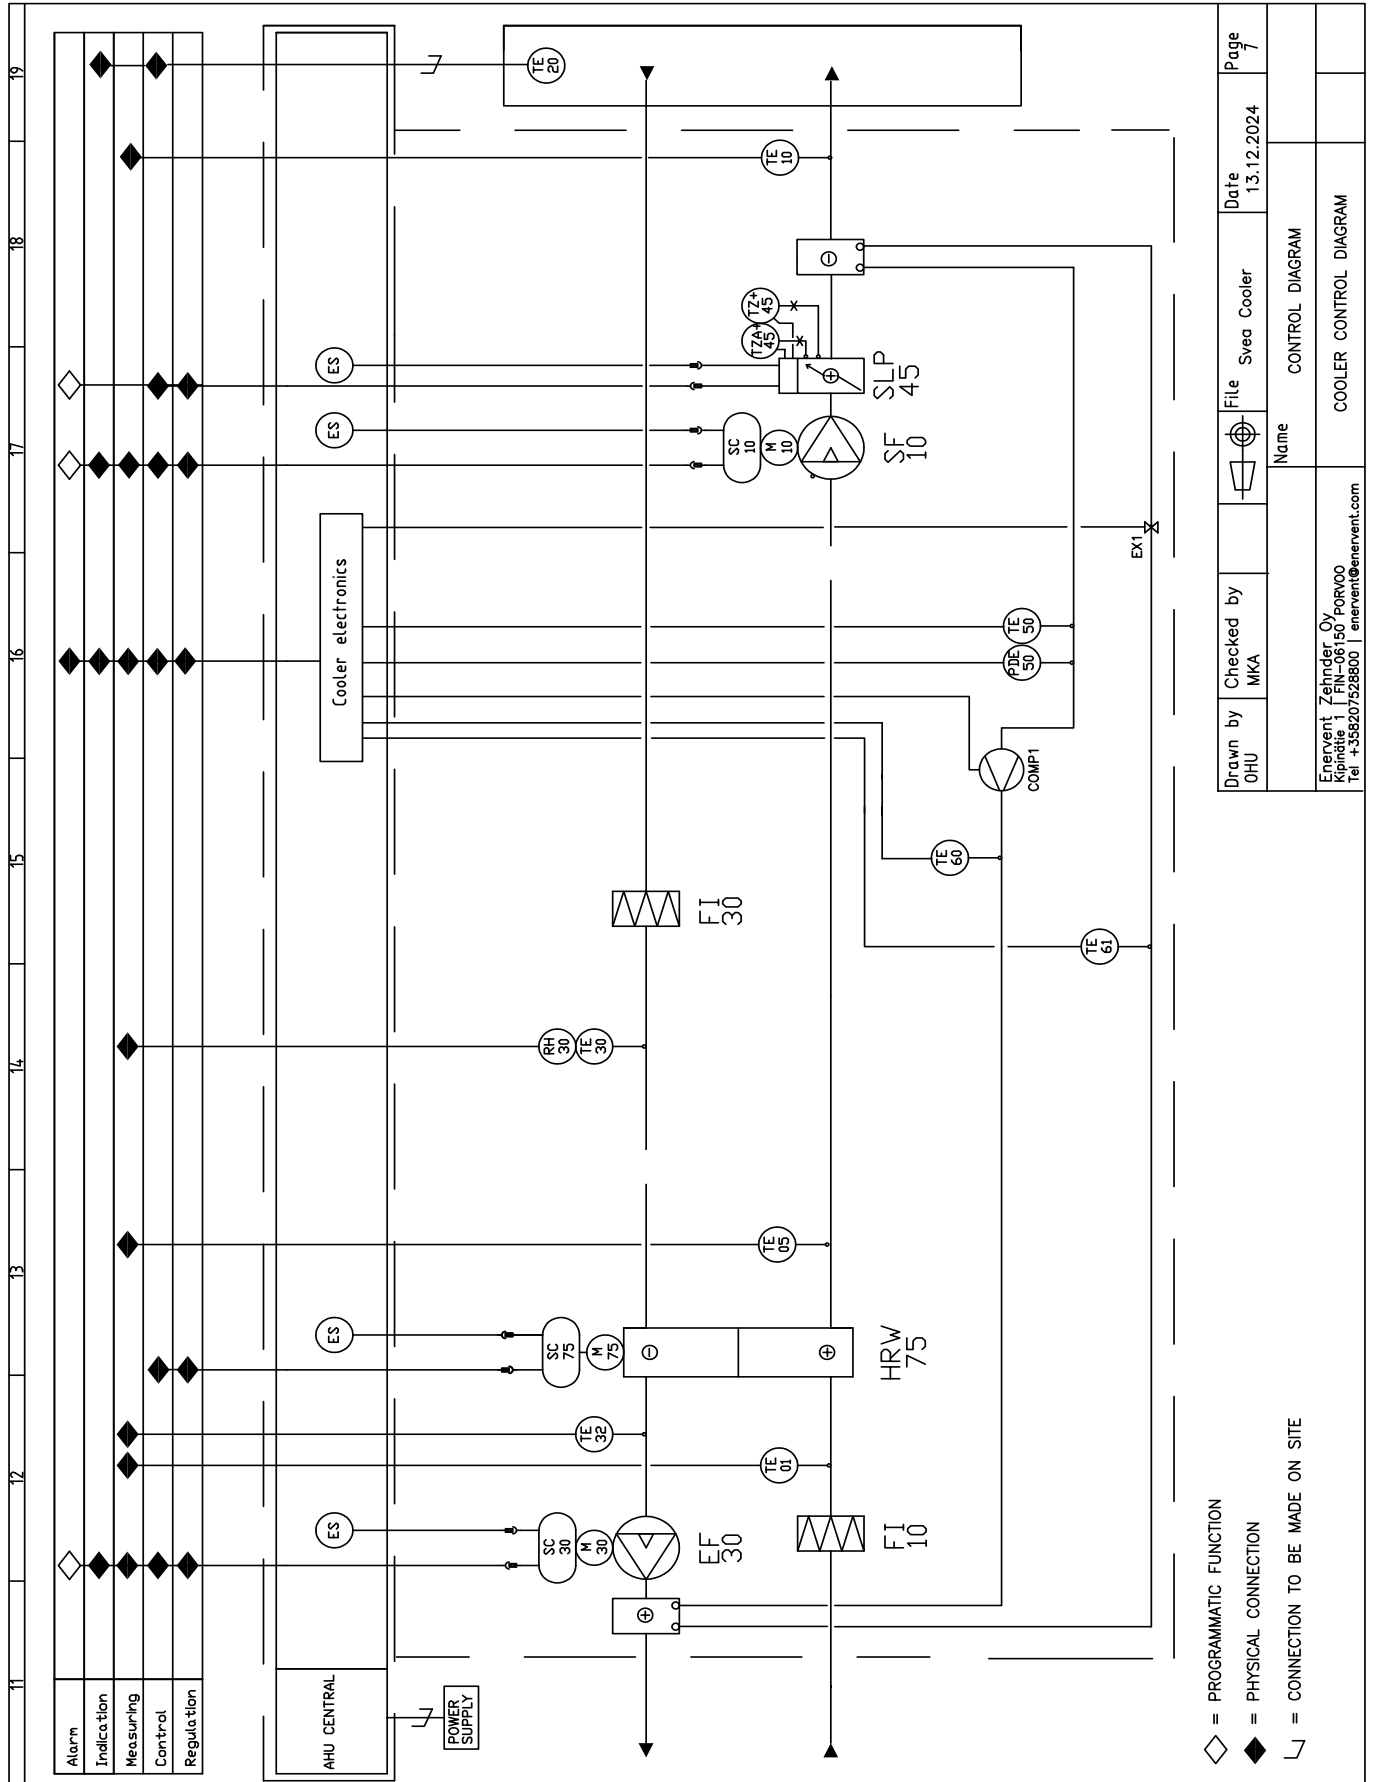 11
12
13
14
15
16
17
18
19
Alarm
Indication
Measuring
Control
Regulation
AHU CENTRAL
POWER
SUPPLY
ES
ES
Cooler electronics
ES
ES
TE
20
SC
30
M
30
EF
30
TE
32
SC
75
M
75
HRW
75
TE
01
FI
10
TE
05
RH
30
TE
30
FI
30
TE
61
TE
60
COMP1
PDE
50
TE
50
EX1
SC
10
M
10
SF
10
TZA+
45
TZ+
45
SLP
45
TE
10
= PROGRAMMATIC FUNCTION
= PHYSICAL CONNECTION
= CONNECTION TO BE MADE ON SITE
Drawn by
OHU
Checked by
MKA
File
Svea Cooler
Date
13.12.2024
Page
7
Name
CONTROL DIAGRAM
COOLER CONTROL DIAGRAM
Enervent Zehnder Oy
Kipinätie 1 | FIN-06150 PORVOO
Tel +358207528800 | enervent@enervent.com